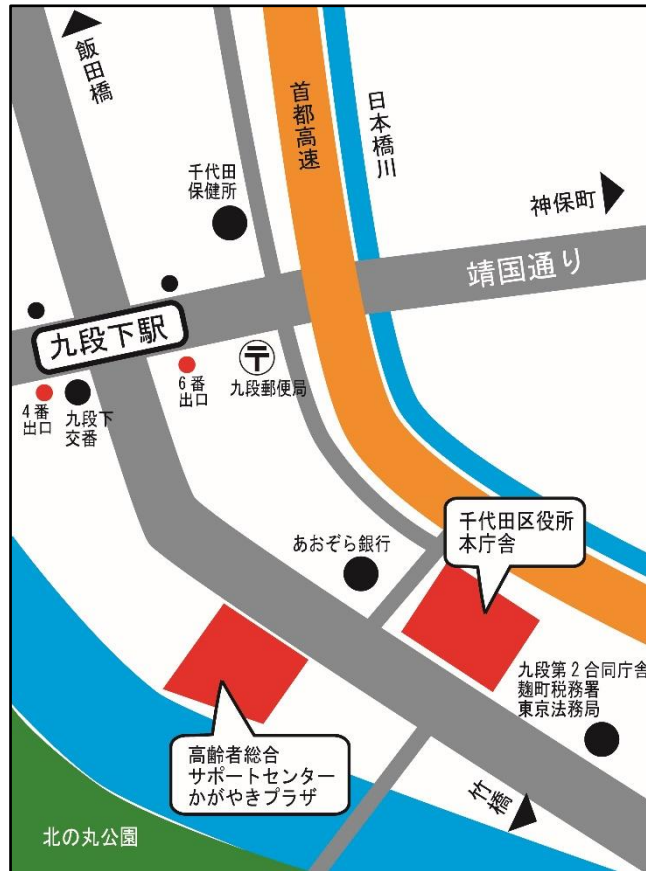 飯田橋
首都高速
日本橋川
千代田
保健所
神保町
靖国通り
九段下駅
4番
出口
九段下
交番
6番
出口
〒
九段郵便局
千代田区役所
本庁舎
あおぞら銀行
九段第2合同庁舎
麹町税務署
東京法務局
高齢者総合
サポートセンター
かがやきプラザ
竹橋
北の丸公園